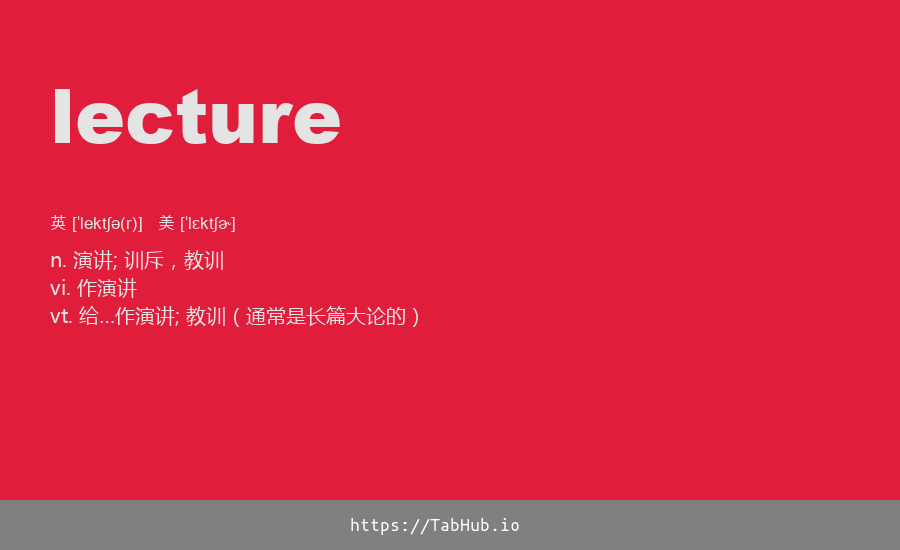 lecture
英 [ˈlektʃə(r)] 美 [ˈlɛktʃɚ]
n. 演讲; 训斥，教训
vi. 作演讲
vt. 给…作演讲; 教训（通常是长篇大论的）
https://TabHub.io